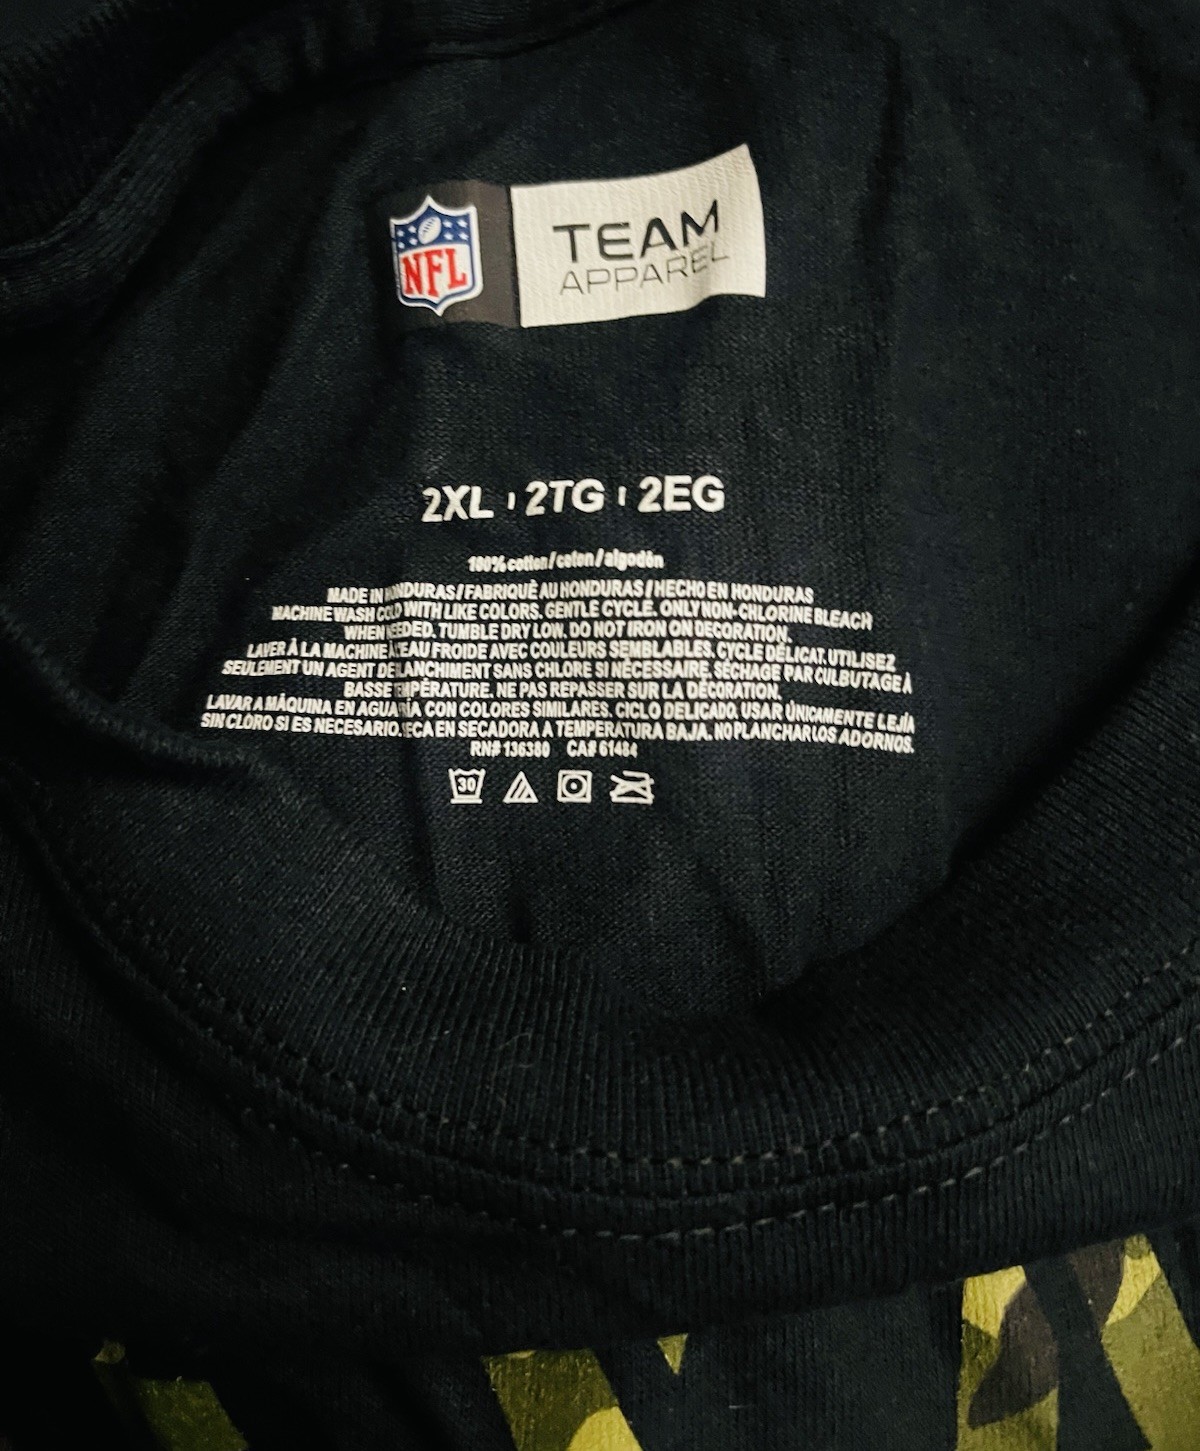 NFL
TEAM
APPAREL
2XL | 2TG | 2EG
100% cotton/coton/algodón
MADE IN HONDURAS / FABRIQUÉ AU HONDURAS / HECHO EN HONDURAS
MACHINE WASH COLD WITH LIKE COLORS. GENTLE CYCLE. ONLY NON-CHLORINE BLEACH
WHEN NEEDED. TUMBLE DRY LOW. DO NOT IRON ON DECORATION.
LAVER À LA MACHINE À L'EAU FROIDE AVEC COULEURS SEMBLABLES. CYCLE DÉLICAT. UTILISEZ
SEULEMENT UN AGENT DE BLANCHIMENT SANS CHLORE SI NÉCESSAIRE. SÉCHAGE PAR CULBUTAGE À
BASSE TEMPÉRATURE. NE PAS REPASSER SUR LA DÉCORATION.
LAVAR A MÁQUINA EN AGUA FRÍA CON COLORES SIMILARES. CICLO DELICADO. USAR ÚNICAMENTE LEJÍA
SIN CLORO SI ES NECESARIO. SECA EN SECADORA A TEMPERATURA BAJA. NO PLANCHAR LOS ADORNOS.
RN# 136380 CA# 61484
30